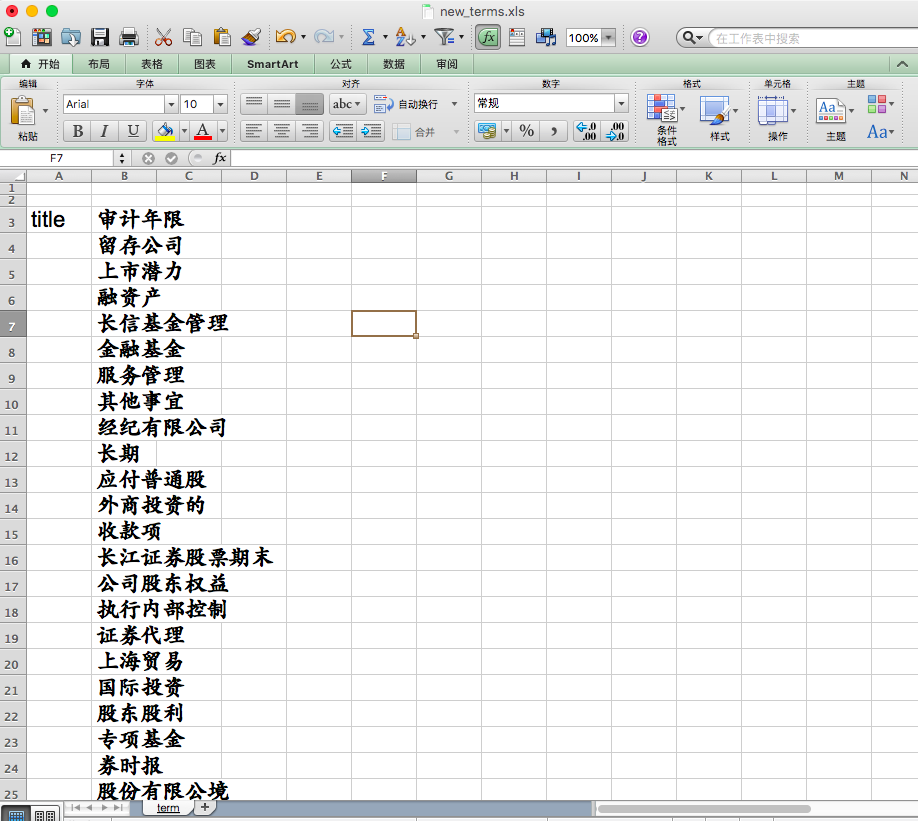 new_terms.xls
100% 在工作表中搜索
开始 布局 表格 图表 SmartArt 公式 数据 审阅
编辑 字体 对齐 数字 格式 单元格 主题
粘贴 Arial 10 abc 自动换行 常规 条件格式 样式 操作 主题 Aa
B I U A 合并 % Aa
F7 fx
A B C D E F G H I J K L M N
1
2
3 title 审计年限
4 留存公司
5 上市潜力
6 融资产
7 长信基金管理
8 金融基金
9 服务管理
10 其他事宜
11 经纪有限公司
12 长期
13 应付普通股
14 外商投资的
15 收款项
16 长江证券股票期末
17 公司股东权益
18 执行内部控制
19 证券代理
20 上海贸易
21 国际投资
22 股东股利
23 专项基金
24 券时报
25 股份有限公境
term